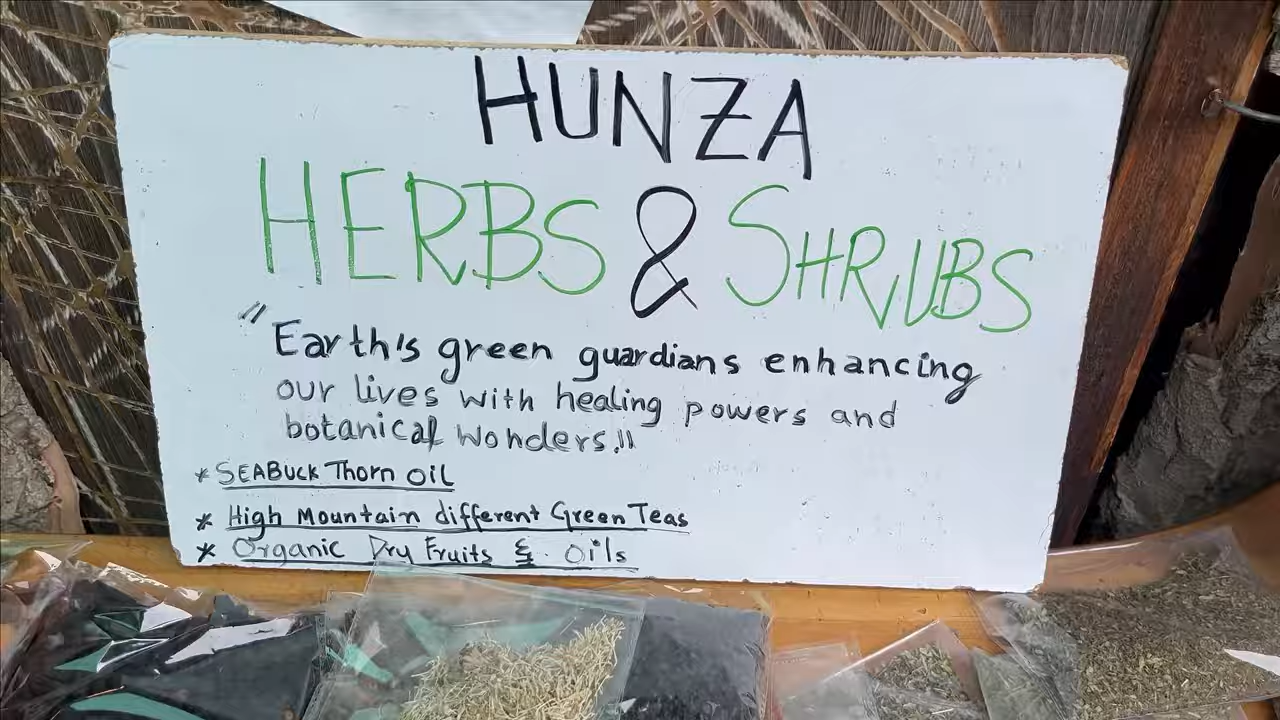 HUNZA
HERBS & SHRUBS
"Earth's green guardians enhancing
our lives with healing powers and
botanical wonders."
* SEABUCK Thorn OIL
* High Mountain different Green Teas
* Organic Dry Fruits & Oils